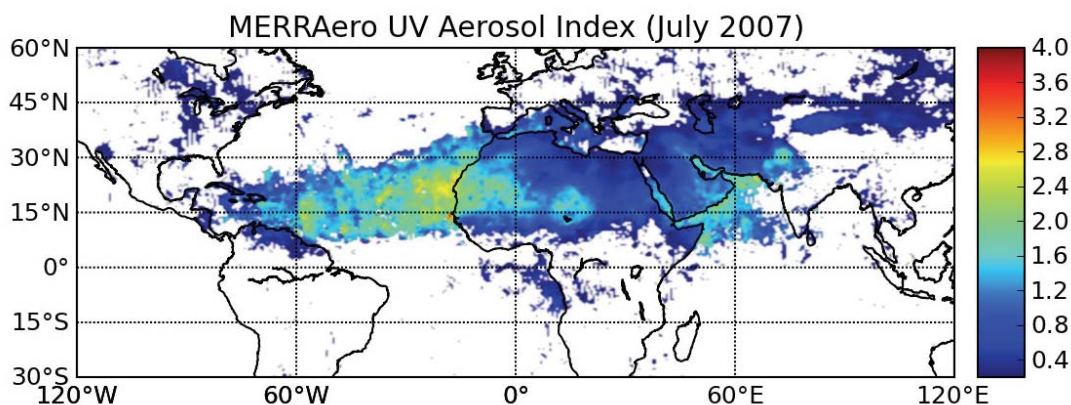 MERRAero UV Aerosol Index (July 2007)
60°N
45°N
30°N
15°N
0°
15°S
30°S
120°W
60°W
0°
60°E
120°E
4.0
3.6
3.2
2.8
2.4
2.0
1.6
1.2
0.8
0.4